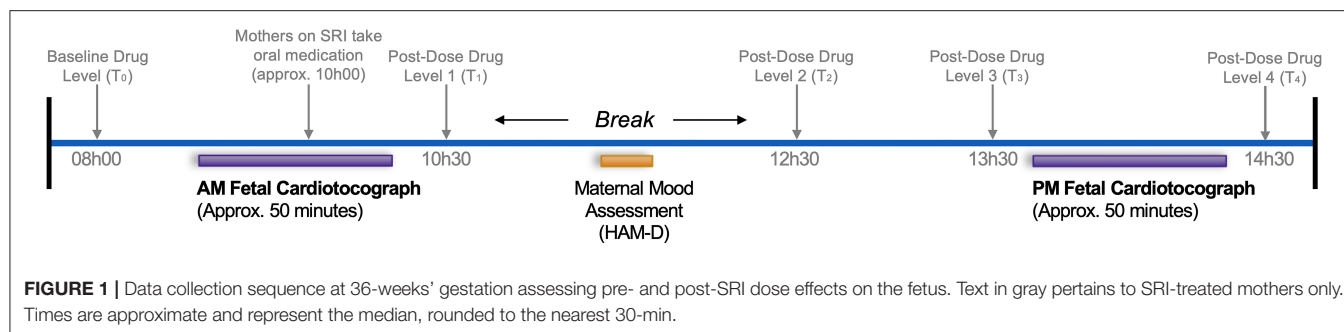 Baseline Drug
Level (T₀)
Mothers on SRI take
oral medication
(approx. 10h00)
Post-Dose Drug
Level 1 (T₁)
Post-Dose Drug
Level 2 (T₂)
Post-Dose Drug
Level 3 (T₃)
Post-Dose Drug
Level 4 (T₄)
Break
08h00
10h30
12h30
13h30
14h30
AM Fetal Cardiotocograph
(Approx. 50 minutes)
Maternal Mood
Assessment
(HAM-D)
PM Fetal Cardiotocograph
(Approx. 50 minutes)
FIGURE 1 | Data collection sequence at 36-weeks' gestation assessing pre- and post-SRI dose effects on the fetus. Text in gray pertains to SRI-treated mothers only.
Times are approximate and represent the median, rounded to the nearest 30-min.